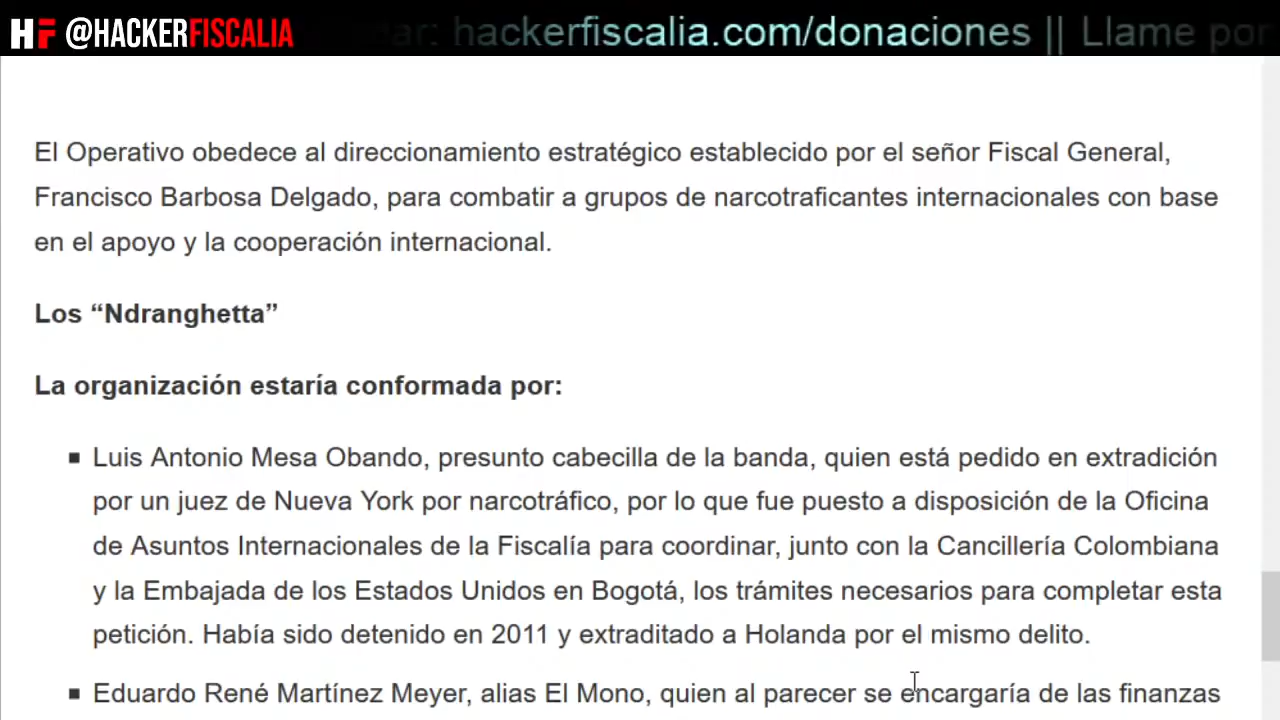 HF @HACKERFISCALIA hackerfiscalia.com/donaciones || Llame por
El Operativo obedece al direccionamiento estratégico establecido por el señor Fiscal General,
Francisco Barbosa Delgado, para combatir a grupos de narcotraficantes internacionales con base
en el apoyo y la cooperación internacional.
Los “Ndranghetta”
La organización estaría conformada por:
▪ Luis Antonio Mesa Obando, presunto cabecilla de la banda, quien está pedido en extradición
por un juez de Nueva York por narcotráfico, por lo que fue puesto a disposición de la Oficina
de Asuntos Internacionales de la Fiscalía para coordinar, junto con la Cancillería Colombiana
y la Embajada de los Estados Unidos en Bogotá, los trámites necesarios para completar esta
petición. Había sido detenido en 2011 y extraditado a Holanda por el mismo delito.
▪ Eduardo René Martínez Meyer, alias El Mono, quien al parecer se encargaría de las finanzas